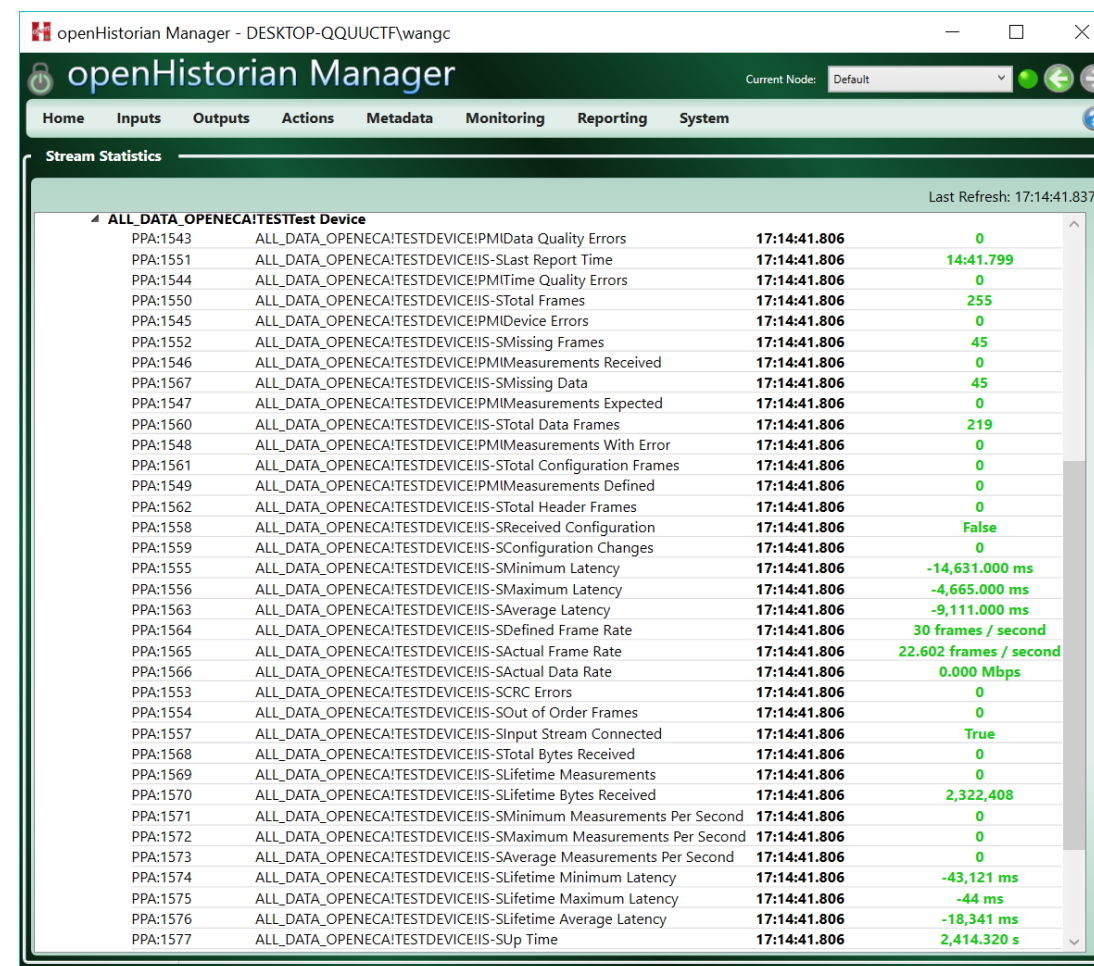 openHistorian Manager - DESKTOP-QQUUCTF\wangc
openHistorian Manager
Current Node: Default
Home Inputs Outputs Actions Metadata Monitoring Reporting System
Stream Statistics
Last Refresh: 17:14:41.837
ALL_DATA_OPENECA!TESTTest Device
PPA:1543 ALL_DATA_OPENECA!TESTDEVICE!PMIData Quality Errors 17:14:41.806 0
PPA:1551 ALL_DATA_OPENECA!TESTDEVICE!IS-SLast Report Time 17:14:41.806 14:41.799
PPA:1544 ALL_DATA_OPENECA!TESTDEVICE!PMITime Quality Errors 17:14:41.806 0
PPA:1550 ALL_DATA_OPENECA!TESTDEVICE!IS-STotal Frames 17:14:41.806 255
PPA:1545 ALL_DATA_OPENECA!TESTDEVICE!PMIDevice Errors 17:14:41.806 0
PPA:1552 ALL_DATA_OPENECA!TESTDEVICE!IS-SMissing Frames 17:14:41.806 45
PPA:1546 ALL_DATA_OPENECA!TESTDEVICE!PMIMeasurements Received 17:14:41.806 0
PPA:1567 ALL_DATA_OPENECA!TESTDEVICE!IS-SMissing Data 17:14:41.806 45
PPA:1547 ALL_DATA_OPENECA!TESTDEVICE!PMIMeasurements Expected 17:14:41.806 0
PPA:1560 ALL_DATA_OPENECA!TESTDEVICE!IS-STotal Data Frames 17:14:41.806 219
PPA:1548 ALL_DATA_OPENECA!TESTDEVICE!PMIMeasurements With Error 17:14:41.806 0
PPA:1561 ALL_DATA_OPENECA!TESTDEVICE!IS-STotal Configuration Frames 17:14:41.806 0
PPA:1549 ALL_DATA_OPENECA!TESTDEVICE!PMIMeasurements Defined 17:14:41.806 0
PPA:1562 ALL_DATA_OPENECA!TESTDEVICE!IS-STotal Header Frames 17:14:41.806 0
PPA:1558 ALL_DATA_OPENECA!TESTDEVICE!IS-SReceived Configuration 17:14:41.806 False
PPA:1559 ALL_DATA_OPENECA!TESTDEVICE!IS-SConfiguration Changes 17:14:41.806 0
PPA:1555 ALL_DATA_OPENECA!TESTDEVICE!IS-SMinimum Latency 17:14:41.806 -14,631.000 ms
PPA:1556 ALL_DATA_OPENECA!TESTDEVICE!IS-SMaximum Latency 17:14:41.806 -4,665.000 ms
PPA:1563 ALL_DATA_OPENECA!TESTDEVICE!IS-SAverage Latency 17:14:41.806 -9,111.000 ms
PPA:1564 ALL_DATA_OPENECA!TESTDEVICE!IS-SDefined Frame Rate 17:14:41.806 30 frames / second
PPA:1565 ALL_DATA_OPENECA!TESTDEVICE!IS-SActual Frame Rate 17:14:41.806 22.602 frames / second
PPA:1566 ALL_DATA_OPENECA!TESTDEVICE!IS-SActual Data Rate 17:14:41.806 0.000 Mbps
PPA:1553 ALL_DATA_OPENECA!TESTDEVICE!IS-SCRC Errors 17:14:41.806 0
PPA:1554 ALL_DATA_OPENECA!TESTDEVICE!IS-SOut of Order Frames 17:14:41.806 0
PPA:1557 ALL_DATA_OPENECA!TESTDEVICE!IS-SInput Stream Connected 17:14:41.806 True
PPA:1568 ALL_DATA_OPENECA!TESTDEVICE!IS-STotal Bytes Received 17:14:41.806 0
PPA:1569 ALL_DATA_OPENECA!TESTDEVICE!IS-SLifetime Measurements 17:14:41.806 0
PPA:1570 ALL_DATA_OPENECA!TESTDEVICE!IS-SLifetime Bytes Received 17:14:41.806 2,322,408
PPA:1571 ALL_DATA_OPENECA!TESTDEVICE!IS-SMinimum Measurements Per Second 17:14:41.806 0
PPA:1572 ALL_DATA_OPENECA!TESTDEVICE!IS-SMaximum Measurements Per Second 17:14:41.806 0
PPA:1573 ALL_DATA_OPENECA!TESTDEVICE!IS-SAverage Measurements Per Second 17:14:41.806 0
PPA:1574 ALL_DATA_OPENECA!TESTDEVICE!IS-SLifetime Minimum Latency 17:14:41.806 -43,121 ms
PPA:1575 ALL_DATA_OPENECA!TESTDEVICE!IS-SLifetime Maximum Latency 17:14:41.806 -44 ms
PPA:1576 ALL_DATA_OPENECA!TESTDEVICE!IS-SLifetime Average Latency 17:14:41.806 -18,341 ms
PPA:1577 ALL_DATA_OPENECA!TESTDEVICE!IS-SUp Time 17:14:41.806 2,414.320 s